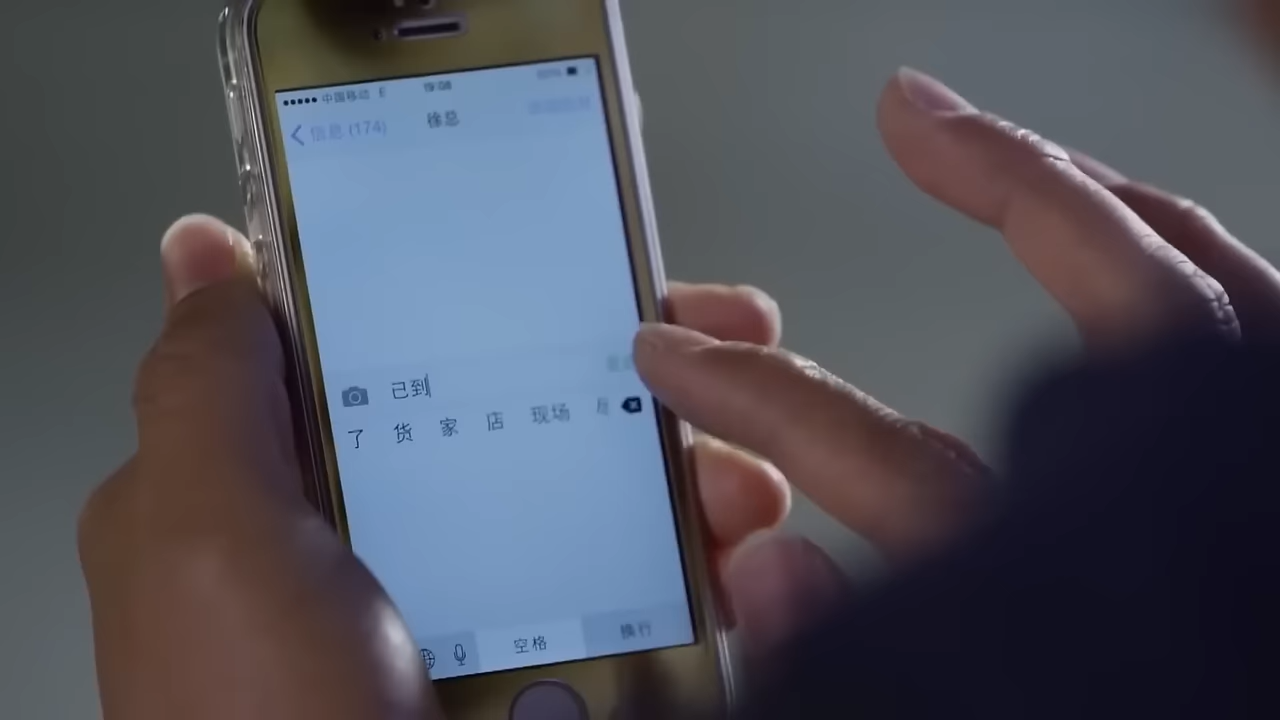 中国移动 19:08
信息 (174) 徐总
已到
了 货 家 店 现场
空格 换行